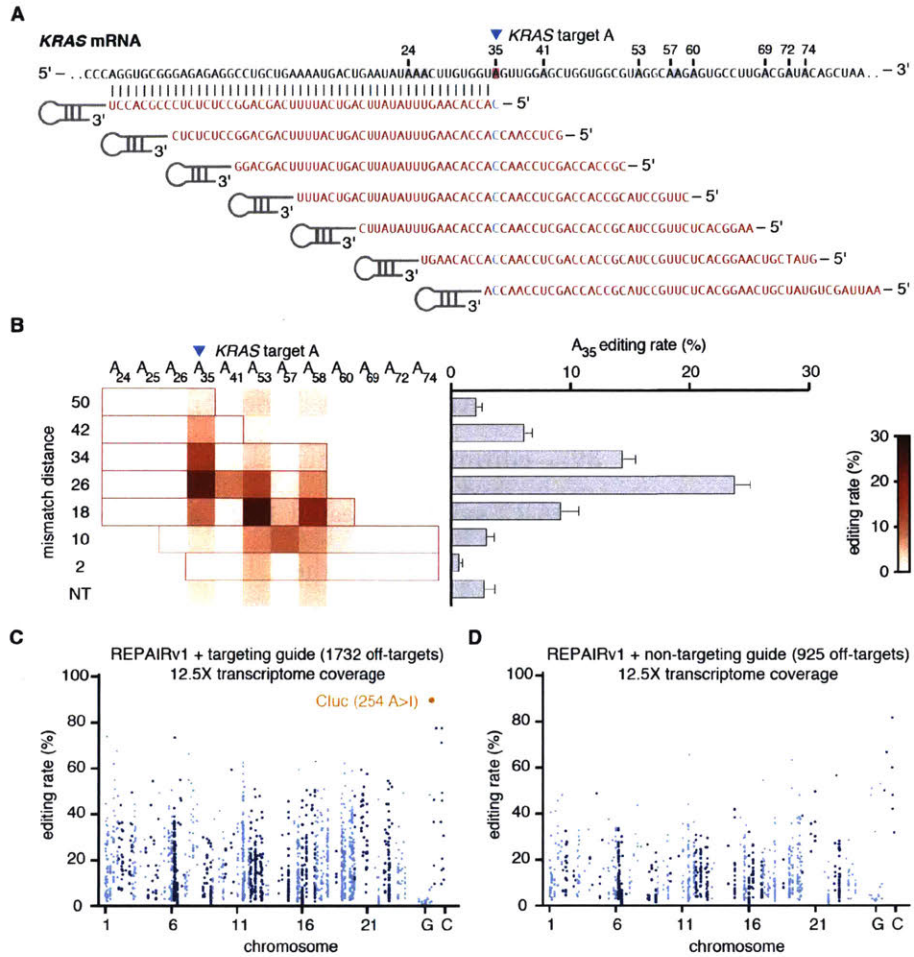 A
KRAS mRNA
KRAS target A
24 35 41 53 57 60 69 72 74
5' – ..CCCAGGUGCGGGAGAGAGGCCUGCUGAAAAUGACUGAAUAUAAACUUGUGGUAGUUGGAGCUGGUGGCGUAGGCAAGAGUGCCUUGACGAUACAGCUAA.. – 3'
3' UCCACGCCCUCUCUCCGGACGACUUUUACUGACUUAUAUUUGAACACCAC – 5'
3' CUCUCUCCGGACGACUUUUACUGACUUAUAUUUGAACACCACCAACCUCG – 5'
3' GGACGACUUUUACUGACUUAUAUUUGAACACCACCAACCUCGACCACCGC – 5'
3' UUUACUGACUUAUAUUUGAACACCACCAACCUCGACCACCGCAUCCGUUC – 5'
3' CUUAUAUUUGAACACCACCAACCUCGACCACCGCAUCCGUUCUCACGGAA – 5'
3' UGAACACCACCAACCUCGACCACCGCAUCCGUUCUCACGGAACUGCUAUG – 5'
3' ACCAACCUCGACCACCGCAUCCGUUCUCACGGAACUGCUAUGUCGAUUAA – 5'
B
KRAS target A
A24 A25 A26 A35 A41 A53 A57 A58 A60 A69 A72 A74
mismatch distance
50
42
34
26
18
10
2
NT
A35 editing rate (%)
0 10 20 30
editing rate (%)
30
20
10
0
C
REPAIRv1 + targeting guide (1732 off-targets)
12.5X transcriptome coverage
Cluc (254 A>I)
editing rate (%)
100
80
60
40
20
0
1 6 11 16 21 G C
chromosome
D
REPAIRv1 + non-targeting guide (925 off-targets)
12.5X transcriptome coverage
editing rate (%)
100
80
60
40
20
0
1 6 11 16 21 G C
chromosome